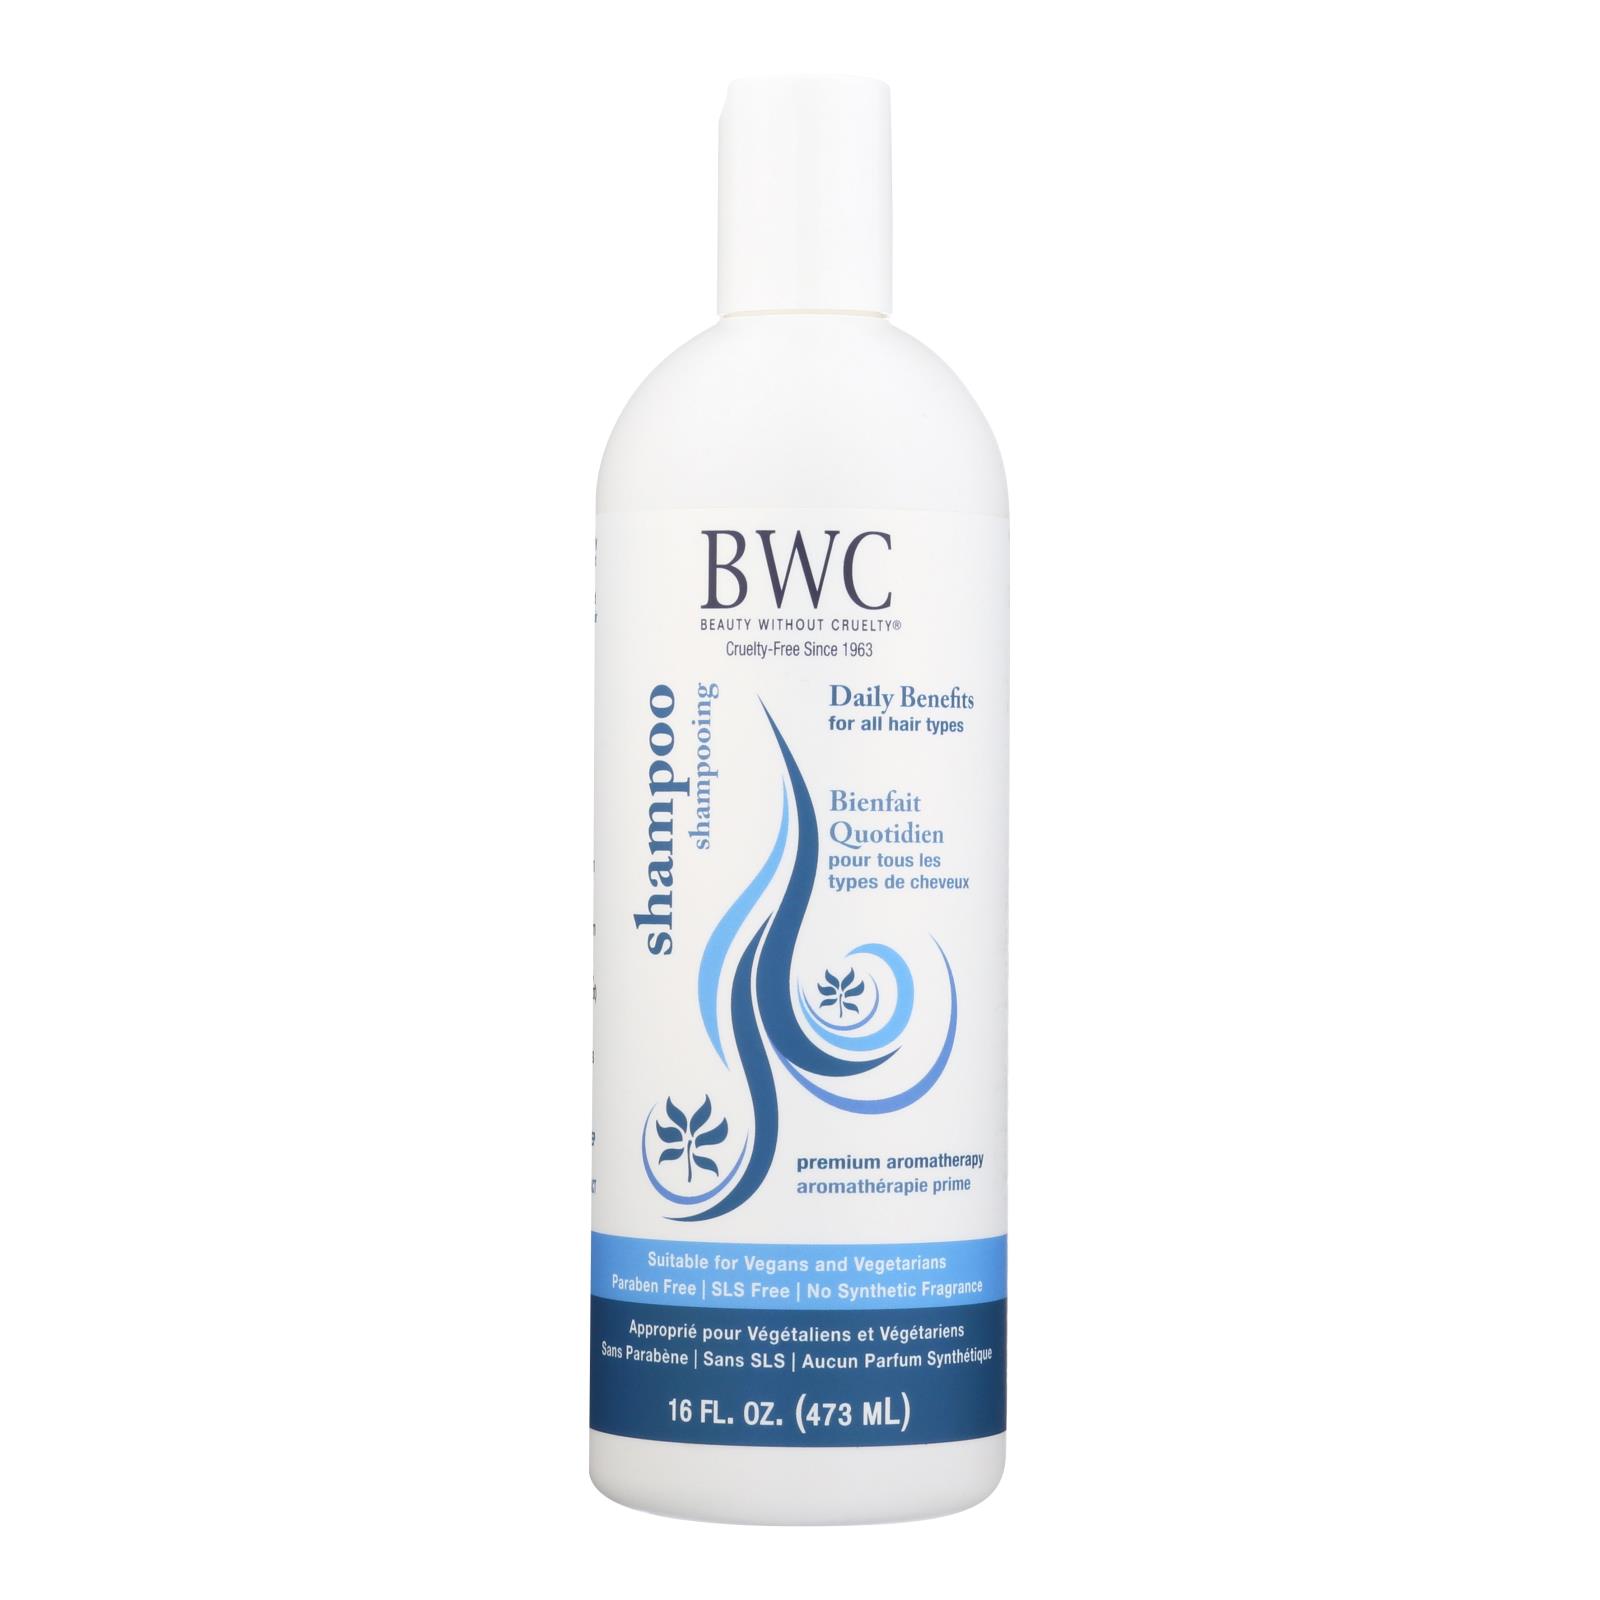 BWC
BEAUTY WITHOUT CRUELTY®
Cruelty-Free Since 1963
shampoo
shampooing
Daily Benefits
for all hair types
Bienfait
Quotidien
pour tous les
types de cheveux
premium aromatherapy
aromathérapie prime
Suitable for Vegans and Vegetarians
Paraben Free | SLS Free | No Synthetic Fragrance
Approprié pour Végétaliens et Végétariens
Sans Parabène | Sans SLS | Aucun Parfum Synthétique
16 FL. OZ. (473 ML)